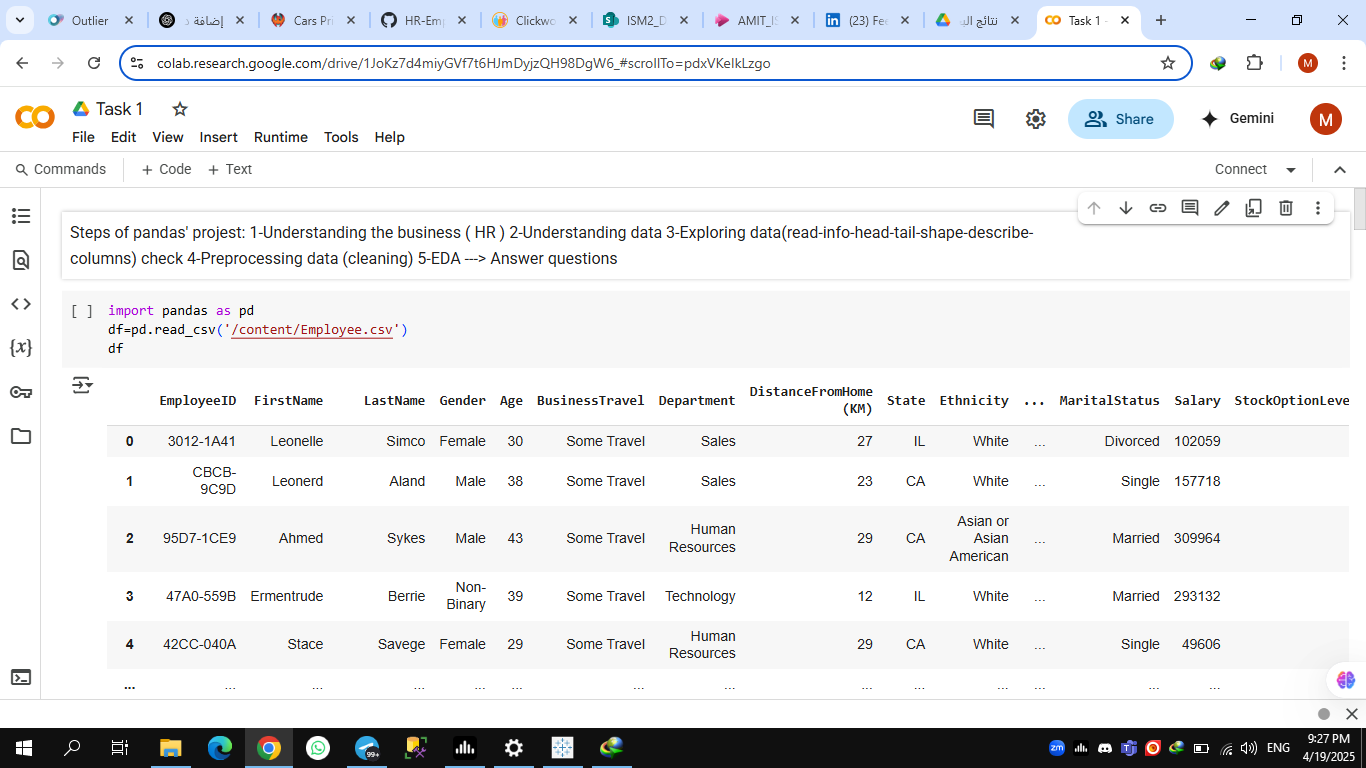 Outlier
إضافة د
Cars Pri
HR-Emp
Clickwo
ISM2_D
AMIT_IS
(23) Fee
نتائج الب
Task 1 -
colab.research.google.com/drive/1JoKz7d4miyGVf7t6HJmDyjzQH98DgW6_#scrollTo=pdxVKelkLzgo
M
Task 1
File Edit View Insert Runtime Tools Help
Share
Gemini
M
Commands + Code + Text
Connect
Steps of pandas' projest: 1-Understanding the business ( HR ) 2-Understanding data 3-Exploring data(read-info-head-tail-shape-describe-
columns) check 4-Preprocessing data (cleaning) 5-EDA ---> Answer questions
[ ] import pandas as pd
df=pd.read_csv('/content/Employee.csv')
df
EmployeeID FirstName LastName Gender Age BusinessTravel Department DistanceFromHome (KM) State Ethnicity ... MaritalStatus Salary StockOptionLeve
0 3012-1A41 Leonelle Simco Female 30 Some Travel Sales 27 IL White ... Divorced 102059
1 CBCB-9C9D Leonerd Aland Male 38 Some Travel Sales 23 CA White ... Single 157718
2 95D7-1CE9 Ahmed Sykes Male 43 Some Travel Human Resources 29 CA Asian or Asian American ... Married 309964
3 47A0-559B Ermentrude Berrie Non-Binary 39 Some Travel Technology 12 IL White ... Married 293132
4 42CC-040A Stace Savege Female 29 Some Travel Human Resources 29 CA White ... Single 49606
... ... ... ... ... ... ... ... ... ... ... ... ... ...
99+
zm
ENG
9:27 PM
4/19/2025